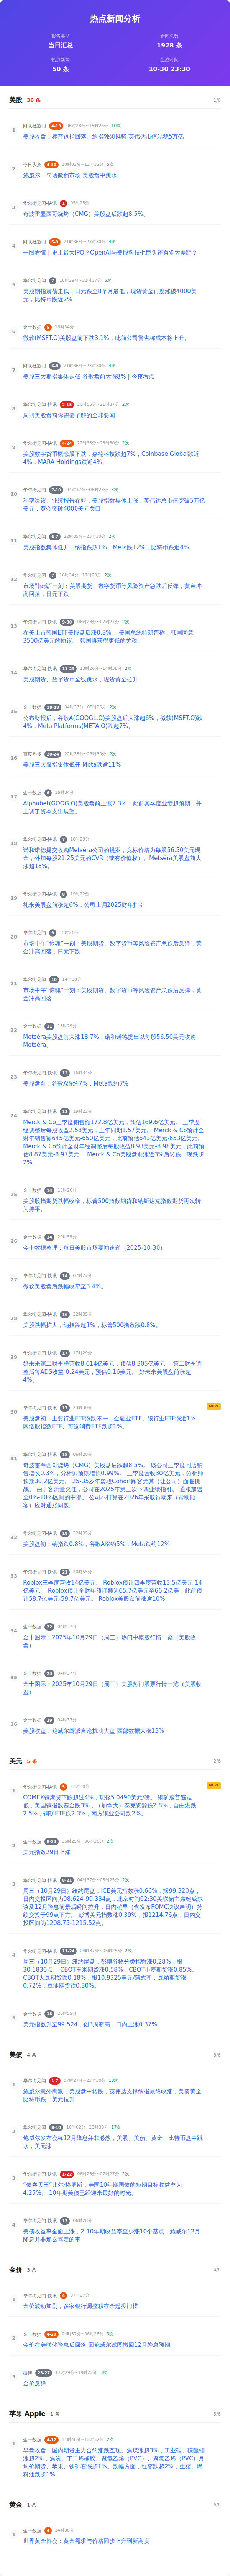 热点新闻分析
报告类型
新闻总数
当日汇总
1928 条
热点新闻
生成时间
50 条
10-30 23:30
美股 36 条
1/6
1
财联社热门
美股收盘：标普道指回落、纳指独领风骚 英伟达市值站稳5万亿
2
今日头条
鲍威尔一句话掀翻市场 美股盘中跳水
3
华尔街见闻·快讯
奇波雷墨西哥烧烤（CMG）美股盘后跌超8.5%。
4
财联社热门
一图看懂 | 史上最大IPO？OpenAI与美股科技七巨头还有多大差距？
5
华尔街见闻
美股期指震荡走低，日元跌至8个月最低，现货黄金再度涨破4000美
元，比特币跌近2%
6
金十数据
微软(MSFT.O)美股盘前下跌3.1%，此前公司警告称成本将上升。
7
财联社热门
美股三大期指集体走低 谷歌盘前大涨8% | 今夜看点
8
华尔街见闻·快讯
周四美股盘前你需要了解的全球要闻
9
金十数据
美股数字货币概念股下跌，嘉楠科技跌超7%，Coinbase Global跌近
4%，MARA Holdings跌近4%。
10
华尔街见闻
利率决议、业绩报告在即，美股指数集体上涨，英伟达总市值突破5万亿
美元，黄金突破4000美元关口
11
华尔街见闻
美股指数集体低开，纳指跌超1%，Meta跌12%，比特币跌近4%
12
华尔街见闻
市场“惊魂”一刻：美股期货、数字货币等风险资产急跌后反弹，黄金冲
高回落，日元下跌
13
华尔街见闻·快讯
在美上市韩国ETF美股盘后涨0.8%。 美国总统特朗普称，韩国同意
3500亿美元的协议。 韩国将获得更低的关税。
14
华尔街见闻·快讯
美股期货、数字货币全线跳水，现货黄金拉升
15
金十数据
公布财报后，谷歌A(GOOGL.O)美股盘后大涨超6%，微软(MSFT.O)跌
4%，Meta Platforms(META.O)跌超7%。
16
百度热搜
美股三大股指集体低开 Meta跌逾11%
17
金十数据
Alphabet(GOOG.O)美股盘前上涨7.3%，此前其季度业绩超预期，并
上调了资本支出展望。
18
华尔街见闻·快讯
诺和诺德提交收购Metséra公司的提案，竞标价格为每股56.50美元现
金，外加每股21.25美元的CVR（或有价值权）。Metséra美股盘前大
涨超18%。
19
华尔街见闻·快讯
礼来美股盘前涨超6%，公司上调2025财年指引
20
华尔街见闻
市场中午“惊魂”一刻：美股期货、数字货币等风险资产急跌后反弹，黄
金冲高回落，日元下跌
21
华尔街见闻
市场中午“惊魂”一刻：美股期货、数字货币等风险资产急跌后反弹，黄
金冲高回落
22
金十数据
Metséra美股盘前大涨18.7%，诺和诺德提出以每股56.50美元收购
Metséra。
23
华尔街见闻·快讯
美股盘前：谷歌A涨约7%，Meta跌约7%
24
华尔街见闻·快讯
Merck & Co三季度销售额172.8亿美元，预估169.6亿美元。 三季度
经调整后每股收益2.58美元，上年同期1.57美元。 Merck & Co预计全
财年销售额645亿美元-650亿美元，此前预估643亿美元-653亿美元。
Merck & Co预计全财年经调整后每股收益8.93美元-8.98美元，此前预
估8.87美元-8.97美元。 Merck & Co美股盘前涨近3%后转跌，现跌超
2%。
25
金十数据
美股股指期货跌幅收窄，标普500指数期货和纳斯达克指数期货再次转
为持平。
26
金十数据
金十数据整理：每日美股市场要闻速递（2025-10-30）
27
华尔街见闻·快讯
微软美股盘后跌幅收窄至3.4%。
28
华尔街见闻·快讯
美股跌幅扩大，纳指跌超1%，标普500指数跌0.8%。
29
华尔街见闻·快讯
好未来第二财季净营收8.614亿美元，预估8.305亿美元。 第二财季调
整后每ADS收益 0.24美元，预估0.16美元。 好未来美股盘前涨超
4%。
30
华尔街见闻·快讯
NEW
美股盘初，主要行业ETF涨跌不一，金融业ETF、银行业ETF涨近1%，
网络股指数ETF、可选消费ETF跌超1%。
31
华尔街见闻·快讯
奇波雷墨西哥烧烤（CMG）美股盘后跌超8.5%。 该公司三季度同店销
售增长0.3%，分析师预期增长0.99%。 三季度营收30亿美元，分析师
预期30.2亿美元。 25-35岁年龄段Cohort顾客尤其（让公司）面临挑
战。 由于客流量欠佳，公司在2025年第三次下调业绩指引。 通胀加速
至0%–10%区间的中部。 公司不打算在2026年采取行动来（帮助顾
客）应对通胀问题。
32
华尔街见闻·快讯
美股盘初：纳指跌0.8%，谷歌A涨约5%，Meta跌约12%
33
华尔街见闻·快讯
Roblox三季度营收14亿美元。 Roblox预计四季度营收13.5亿美元-14
亿美元。 Roblox预计全财年预订额为65.7亿美元至66.2亿美，此前预
计58.7亿美元-59.7亿美元。 Roblox美股盘前涨逾10%。
34
金十数据
金十图示：2025年10月29日（周三）热门中概股行情一览（美股收
盘）
35
金十数据
金十图示：2025年10月29日（周三）美股热门股票行情一览（美股收
盘）
36
金十数据
美股收盘：鲍威尔鹰派言论扰动大盘 西部数据大涨13%
美元 5 条
2/6
1
华尔街见闻·快讯
NEW
COMEX铜期货下跌超过4%，现报5.0490美元/磅。 铜矿股普遍走
低，美国铜指数基金跌3%，（加拿大）泰克资源跌2.8%，自由港跌
2.5%，铜矿ETF跌2.3%，南方铜业公司跌2%。
2
金十数据
美元指数29日上涨
3
华尔街见闻·快讯
周三（10月29日）纽约尾盘，ICE美元指数涨0.66%，报99.320点，
日内交投区间为98.624-99.334点，北京时间02:30美联储主席鲍威尔
谈及12月降息前景后瞬间拉升，日内稍早（含发布FOMC决议声明）持
续交投于99点下方。 彭博美元指数涨0.39%，报1214.76点，日内交
投区间为1208.75-1215.52点。
4
华尔街见闻·快讯
周三（10月29日）纽约尾盘，彭博谷物分类指数涨0.28%，报
30.1836点。 CBOT玉米期货涨0.58%，CBOT小麦期货涨0.85%。
CBOT大豆期货跌0.18%，报10.9325美元/蒲式耳，豆粕期货涨
0.72%，豆油期货跌0.30%。
5
金十数据
美元指数升至99.524，创3周新高，日内上涨0.37%。
美债 4 条
3/6
1
华尔街见闻·快讯
鲍威尔意外鹰派，美股盘中转跌，英伟达支撑纳指最终收涨，美债黄金
比特币跌，美元拉升
2
华尔街见闻
鲍威尔发布会称12月降息并非必然，美股、美债、黄金、比特币盘中跳
水，美元涨
3
华尔街见闻·快讯
“债券天王”比尔·格罗斯：美国10年期国债的短期目标收益率为
4.25%。 10年期美债已经迎来最好的时光。
4
华尔街见闻·快讯
美债收益率全面上涨，2-10年期收益率至少涨10个基点，鲍威尔12月
降息并非那么笃定的事
金价 3 条
4/6
1
华尔街见闻·快讯
金价波动加剧，多家银行调整积存金起投门槛
2
金十数据
金价在美联储降息后回落 因鲍威尔试图撤回12月降息预期
3
微博
金价反弹
苹果 Apple 1 条
5/6
1
金十数据
早盘收盘，国内期货主力合约涨跌互现。焦煤涨超3%，工业硅、碳酸锂
涨超2%，焦炭、丁二烯橡胶、聚氯乙烯（PVC）、聚氯乙烯（PVC）月
均价期货、苹果、铁矿石涨超1%。跌幅方面，红枣跌超2%，生猪、燃
料油跌超1%。
黄金 1 条
6/6
1
金十数据
世界黄金协会：黄金需求与价格同步上升到新高度